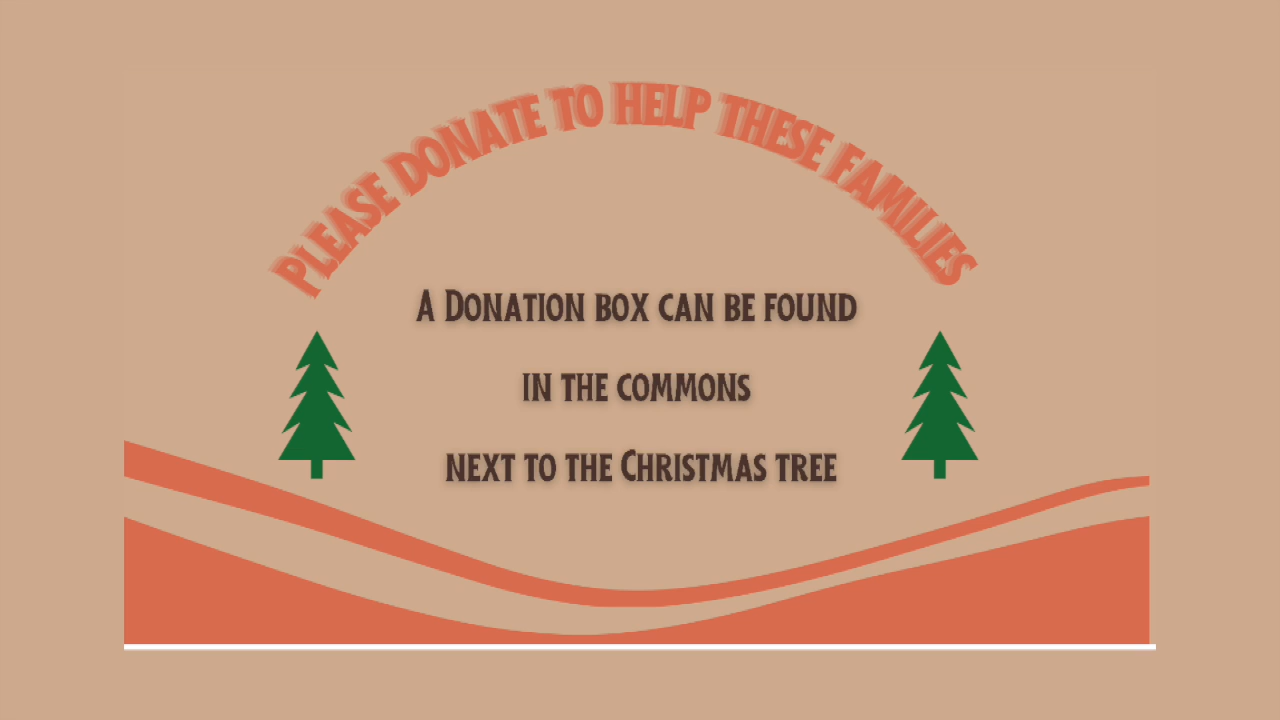 PLEASE DONATE TO HELP THESE FAMILIES
A DONATION BOX CAN BE FOUND
IN THE COMMONS
NEXT TO THE CHRISTMAS TREE